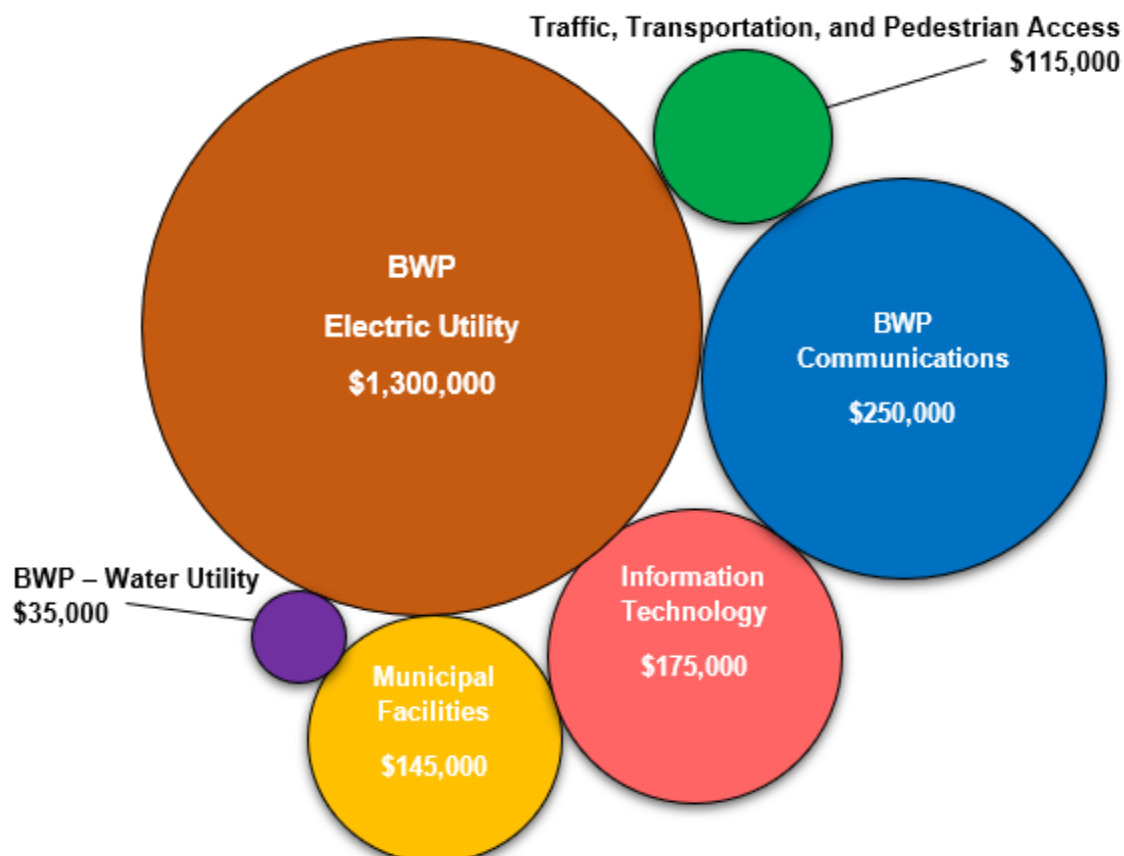 Traffic, Transportation, and Pedestrian Access
$115,000
BWP
Electric Utility
$1,300,000
BWP
Communications
$250,000
Information
Technology
$175,000
BWP – Water Utility
$35,000
Municipal
Facilities
$145,000